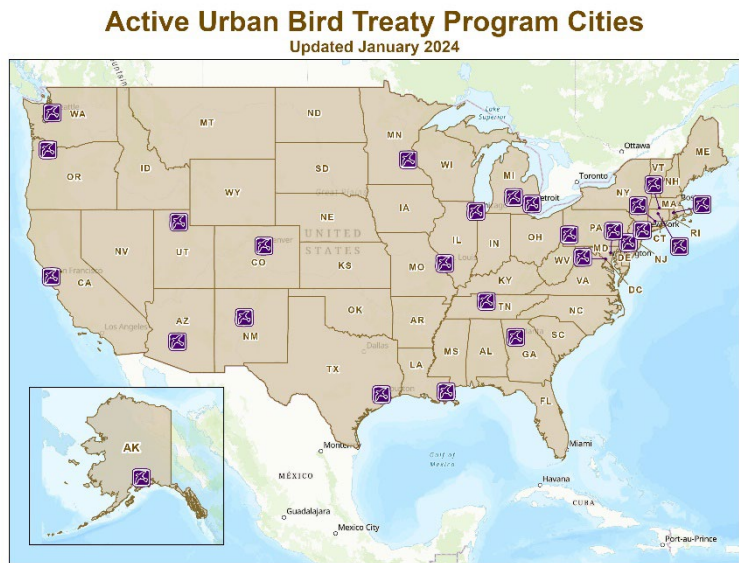 Active Urban Bird Treaty Program Cities
Updated January 2024
Lake
Superior
Ottawa
WA
MT
ND
MN
ME
VT
NH
Toronto
OR
ID
SD
WI
MI
NY
MA
WY
IA
PA
CT
RI
NE
UNITED
STATES
NV
UT
CO
IL
IN
OH
MD
DE
NJ
San Francisco
CA
KS
MO
WV
VA
DC
KY
Los Angeles
AZ
NM
OK
AR
TN
NC
SC
Dallas
MS
AL
GA
TX
LA
FL
AK
Gulf of
Mexico
Miami
MÉXICO
Havana
CUBA
Guadalajara
Mexico City
Port-au-Prince